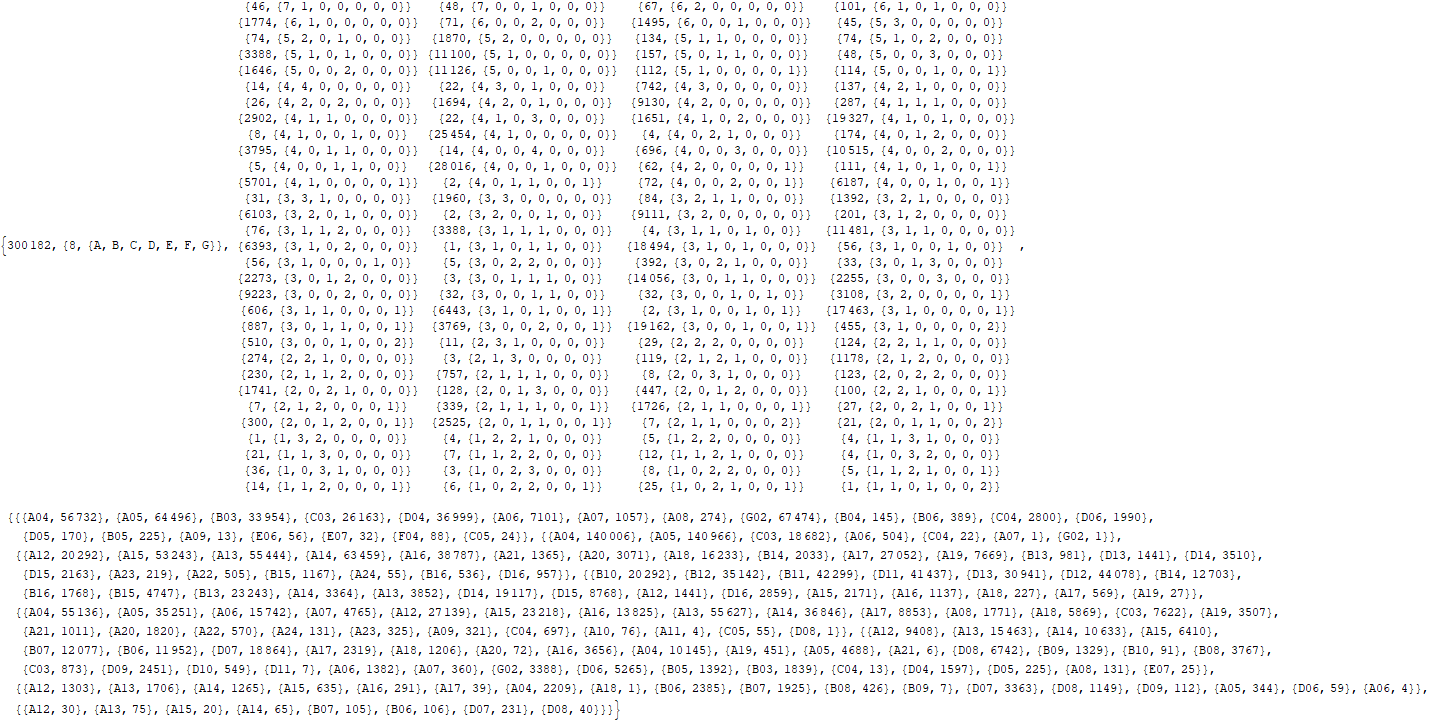 {46, {7, 1, 0, 0, 0, 0, 0}} {48, {7, 0, 0, 1, 0, 0, 0}} {67, {6, 2, 0, 0, 0, 0, 0}} {101, {6, 1, 0, 1, 0, 0, 0}}
{1774, {6, 1, 0, 0, 0, 0, 0}} {71, {6, 0, 0, 2, 0, 0, 0}} {1495, {6, 0, 0, 1, 0, 0, 0}} {45, {5, 3, 0, 0, 0, 0, 0}}
{74, {5, 2, 0, 1, 0, 0, 0}} {1870, {5, 2, 0, 0, 0, 0, 0}} {134, {5, 1, 1, 0, 0, 0, 0}} {74, {5, 1, 0, 2, 0, 0, 0}}
{3388, {5, 1, 0, 1, 0, 0, 0}} {11100, {5, 1, 0, 0, 0, 0, 0}} {157, {5, 0, 1, 1, 0, 0, 0}} {48, {5, 0, 0, 3, 0, 0, 0}}
{1646, {5, 0, 0, 2, 0, 0, 0}} {11126, {5, 0, 0, 1, 0, 0, 0}} {112, {5, 1, 0, 0, 0, 0, 1}} {114, {5, 0, 0, 1, 0, 0, 1}}
{14, {4, 4, 0, 0, 0, 0, 0}} {22, {4, 3, 0, 1, 0, 0, 0}} {742, {4, 3, 0, 0, 0, 0, 0}} {137, {4, 2, 1, 0, 0, 0, 0}}
{26, {4, 2, 0, 2, 0, 0, 0}} {1694, {4, 2, 0, 1, 0, 0, 0}} {9130, {4, 2, 0, 0, 0, 0, 0}} {287, {4, 1, 1, 1, 0, 0, 0}}
{2902, {4, 1, 1, 0, 0, 0, 0}} {22, {4, 1, 0, 3, 0, 0, 0}} {1651, {4, 1, 0, 2, 0, 0, 0}} {19327, {4, 1, 0, 1, 0, 0, 0}}
{8, {4, 1, 0, 0, 1, 0, 0}} {25454, {4, 1, 0, 0, 0, 0, 0}} {4, {4, 0, 2, 1, 0, 0, 0}} {174, {4, 0, 1, 2, 0, 0, 0}}
{3795, {4, 0, 1, 1, 0, 0, 0}} {14, {4, 0, 0, 4, 0, 0, 0}} {696, {4, 0, 0, 3, 0, 0, 0}} {10515, {4, 0, 0, 2, 0, 0, 0}}
{5, {4, 0, 0, 1, 1, 0, 0}} {28016, {4, 0, 0, 1, 0, 0, 0}} {62, {4, 2, 0, 0, 0, 0, 1}} {111, {4, 1, 0, 1, 0, 0, 1}}
{5701, {4, 1, 0, 0, 0, 0, 1}} {2, {4, 0, 1, 1, 0, 0, 1}} {72, {4, 0, 0, 2, 0, 0, 1}} {6187, {4, 0, 0, 1, 0, 0, 1}}
{31, {3, 3, 1, 0, 0, 0, 0}} {1960, {3, 3, 0, 0, 0, 0, 0}} {84, {3, 2, 1, 1, 0, 0, 0}} {1392, {3, 2, 1, 0, 0, 0, 0}}
{6103, {3, 2, 0, 1, 0, 0, 0}} {2, {3, 2, 0, 0, 1, 0, 0}} {9111, {3, 2, 0, 0, 0, 0, 0}} {201, {3, 1, 2, 0, 0, 0, 0}}
{76, {3, 1, 1, 2, 0, 0, 0}} {3388, {3, 1, 1, 1, 0, 0, 0}} {4, {3, 1, 1, 0, 1, 0, 0}} {11481, {3, 1, 1, 0, 0, 0, 0}}
{300182, {8, {A, B, C, D, E, F, G}}, {6393, {3, 1, 0, 2, 0, 0, 0}} {1, {3, 1, 0, 1, 1, 0, 0}} {18494, {3, 1, 0, 1, 0, 0, 0}} {56, {3, 1, 0, 0, 1, 0, 0}} ,
{56, {3, 1, 0, 0, 0, 1, 0}} {5, {3, 0, 2, 2, 0, 0, 0}} {392, {3, 0, 2, 1, 0, 0, 0}} {33, {3, 0, 1, 3, 0, 0, 0}}
{2273, {3, 0, 1, 2, 0, 0, 0}} {3, {3, 0, 1, 1, 1, 0, 0}} {14056, {3, 0, 1, 1, 0, 0, 0}} {2255, {3, 0, 0, 3, 0, 0, 0}}
{9223, {3, 0, 0, 2, 0, 0, 0}} {32, {3, 0, 0, 1, 1, 0, 0}} {32, {3, 0, 0, 1, 0, 1, 0}} {3108, {3, 2, 0, 0, 0, 0, 1}}
{606, {3, 1, 1, 0, 0, 0, 1}} {6443, {3, 1, 0, 1, 0, 0, 1}} {2, {3, 1, 0, 0, 1, 0, 1}} {17463, {3, 1, 0, 0, 0, 0, 1}}
{887, {3, 0, 1, 1, 0, 0, 1}} {3769, {3, 0, 0, 2, 0, 0, 1}} {19162, {3, 0, 0, 1, 0, 0, 1}} {455, {3, 1, 0, 0, 0, 0, 2}}
{510, {3, 0, 0, 1, 0, 0, 2}} {11, {2, 3, 1, 0, 0, 0, 0}} {29, {2, 2, 2, 0, 0, 0, 0}} {124, {2, 2, 1, 1, 0, 0, 0}}
{274, {2, 2, 1, 0, 0, 0, 0}} {3, {2, 1, 3, 0, 0, 0, 0}} {119, {2, 1, 2, 1, 0, 0, 0}} {1178, {2, 1, 2, 0, 0, 0, 0}}
{230, {2, 1, 1, 2, 0, 0, 0}} {757, {2, 1, 1, 1, 0, 0, 0}} {8, {2, 0, 3, 1, 0, 0, 0}} {123, {2, 0, 2, 2, 0, 0, 0}}
{1741, {2, 0, 2, 1, 0, 0, 0}} {128, {2, 0, 1, 3, 0, 0, 0}} {447, {2, 0, 1, 2, 0, 0, 0}} {100, {2, 2, 1, 0, 0, 0, 1}}
{7, {2, 1, 2, 0, 0, 0, 1}} {339, {2, 1, 1, 1, 0, 0, 1}} {1726, {2, 1, 1, 0, 0, 0, 1}} {27, {2, 0, 2, 1, 0, 0, 1}}
{300, {2, 0, 1, 2, 0, 0, 1}} {2525, {2, 0, 1, 1, 0, 0, 1}} {7, {2, 1, 1, 0, 0, 0, 2}} {21, {2, 0, 1, 1, 0, 0, 2}}
{1, {1, 3, 2, 0, 0, 0, 0}} {4, {1, 2, 2, 1, 0, 0, 0}} {5, {1, 2, 2, 0, 0, 0, 0}} {4, {1, 1, 3, 1, 0, 0, 0}}
{21, {1, 1, 3, 0, 0, 0, 0}} {7, {1, 1, 2, 2, 0, 0, 0}} {12, {1, 1, 2, 1, 0, 0, 0}} {4, {1, 0, 3, 2, 0, 0, 0}}
{36, {1, 0, 3, 1, 0, 0, 0}} {3, {1, 0, 2, 3, 0, 0, 0}} {8, {1, 0, 2, 2, 0, 0, 0}} {5, {1, 1, 2, 1, 0, 0, 1}}
{14, {1, 1, 2, 0, 0, 0, 1}} {6, {1, 0, 2, 2, 0, 0, 1}} {25, {1, 0, 2, 1, 0, 0, 1}} {1, {1, 1, 0, 1, 0, 0, 2}}
{{{A04, 56732}, {A05, 64496}, {B03, 33954}, {C03, 26163}, {D04, 36999}, {A06, 7101}, {A07, 1057}, {A08, 274}, {G02, 67474}, {B04, 145}, {B06, 389}, {C04, 2800}, {D06, 1990},
{D05, 170}, {B05, 225}, {A09, 13}, {E06, 56}, {E07, 32}, {F04, 88}, {C05, 24}}, {{A04, 140006}, {A05, 140966}, {C03, 18682}, {A06, 504}, {C04, 22}, {A07, 1}, {G02, 1}},
{{A12, 20292}, {A15, 53243}, {A13, 55444}, {A14, 63459}, {A16, 38787}, {A21, 1365}, {A20, 3071}, {A18, 16233}, {B14, 2033}, {A17, 27052}, {A19, 7669}, {B13, 981}, {D13, 1441}, {D14, 3510},
{D15, 2163}, {A23, 219}, {A22, 505}, {B15, 1167}, {A24, 55}, {B16, 536}, {D16, 957}}, {{B10, 20292}, {B12, 35142}, {B11, 42299}, {D11, 41437}, {D13, 30941}, {D12, 44078}, {B14, 12703},
{B16, 1768}, {B15, 4747}, {B13, 23243}, {A14, 3364}, {A13, 3852}, {D14, 19117}, {D15, 8768}, {A12, 1441}, {D16, 2859}, {A15, 2171}, {A16, 1137}, {A18, 227}, {A17, 569}, {A19, 27}},
{{A04, 55136}, {A05, 35251}, {A06, 15742}, {A07, 4765}, {A12, 27139}, {A15, 23218}, {A16, 13825}, {A13, 55627}, {A14, 36846}, {A17, 8853}, {A08, 1771}, {A18, 5869}, {C03, 7622}, {A19, 3507},
{A21, 1011}, {A20, 1820}, {A22, 570}, {A24, 131}, {A23, 325}, {A09, 321}, {C04, 697}, {A10, 76}, {A11, 4}, {C05, 55}, {D08, 1}}, {{A12, 9408}, {A13, 15463}, {A14, 10633}, {A15, 6410},
{B07, 12077}, {B06, 11952}, {D07, 18864}, {A17, 2319}, {A18, 1206}, {A20, 72}, {A16, 3656}, {A04, 10145}, {A19, 451}, {A05, 4688}, {A21, 6}, {D08, 6742}, {B09, 1329}, {B10, 91}, {B08, 3767},
{C03, 873}, {D09, 2451}, {D10, 549}, {D11, 7}, {A06, 1382}, {A07, 360}, {G02, 3388}, {D06, 5265}, {B05, 1392}, {B03, 1839}, {C04, 13}, {D04, 1597}, {D05, 225}, {A08, 131}, {E07, 25}},
{{A12, 1303}, {A13, 1706}, {A14, 1265}, {A15, 635}, {A16, 291}, {A17, 39}, {A04, 2209}, {A18, 1}, {B06, 2385}, {B07, 1925}, {B08, 426}, {B09, 7}, {D07, 3363}, {D08, 1149}, {D09, 112}, {A05, 344}, {D06, 59}, {A06, 4}},
{{A12, 30}, {A13, 75}, {A15, 20}, {A14, 65}, {B07, 105}, {B06, 106}, {D07, 231}, {D08, 40}}}}